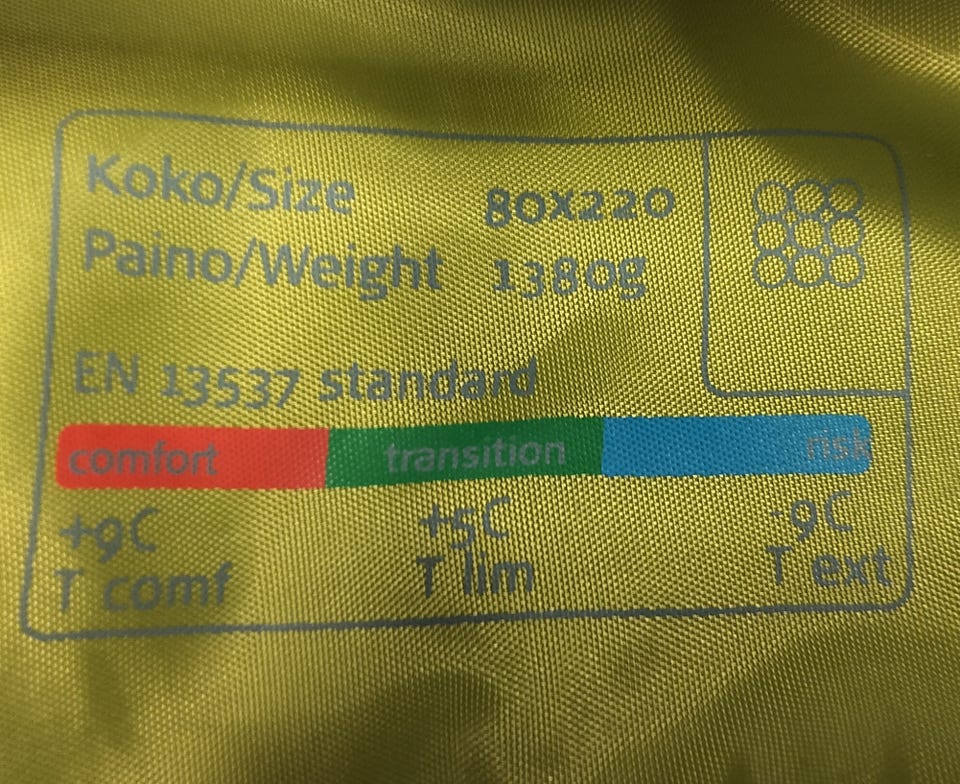 Koko/Size 80x220
Paino/Weight 1380g
EN 13537 standard
comfort transition risk
+9C +5C -9C
T comf T lim T ext